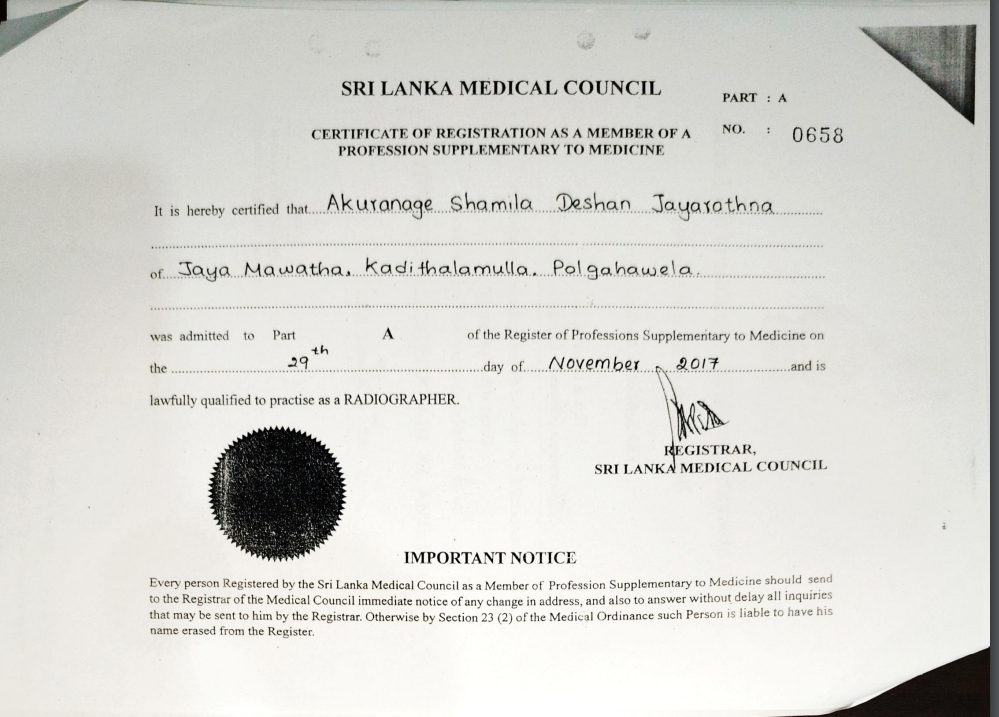 SRI LANKA MEDICAL COUNCIL
PART : A
CERTIFICATE OF REGISTRATION AS A MEMBER OF A
PROFESSION SUPPLEMENTARY TO MEDICINE
NO. : 0658
It is hereby certified that Akuranage Shamila Deshan Jayarathna
of Jaya Mawatha, Kadithalamulla, Polgahawela.
was admitted to Part A of the Register of Professions Supplementary to Medicine on
the 29th day of November, 2017 and is
lawfully qualified to practise as a RADIOGRAPHER.
REGISTRAR,
SRI LANKA MEDICAL COUNCIL
IMPORTANT NOTICE
Every person Registered by the Sri Lanka Medical Council as a Member of Profession Supplementary to Medicine should send
to the Registrar of the Medical Council immediate notice of any change in address, and also to answer without delay all inquiries
that may be sent to him by the Registrar. Otherwise by Section 23 (2) of the Medical Ordinance such Person is liable to have his
name erased from the Register.